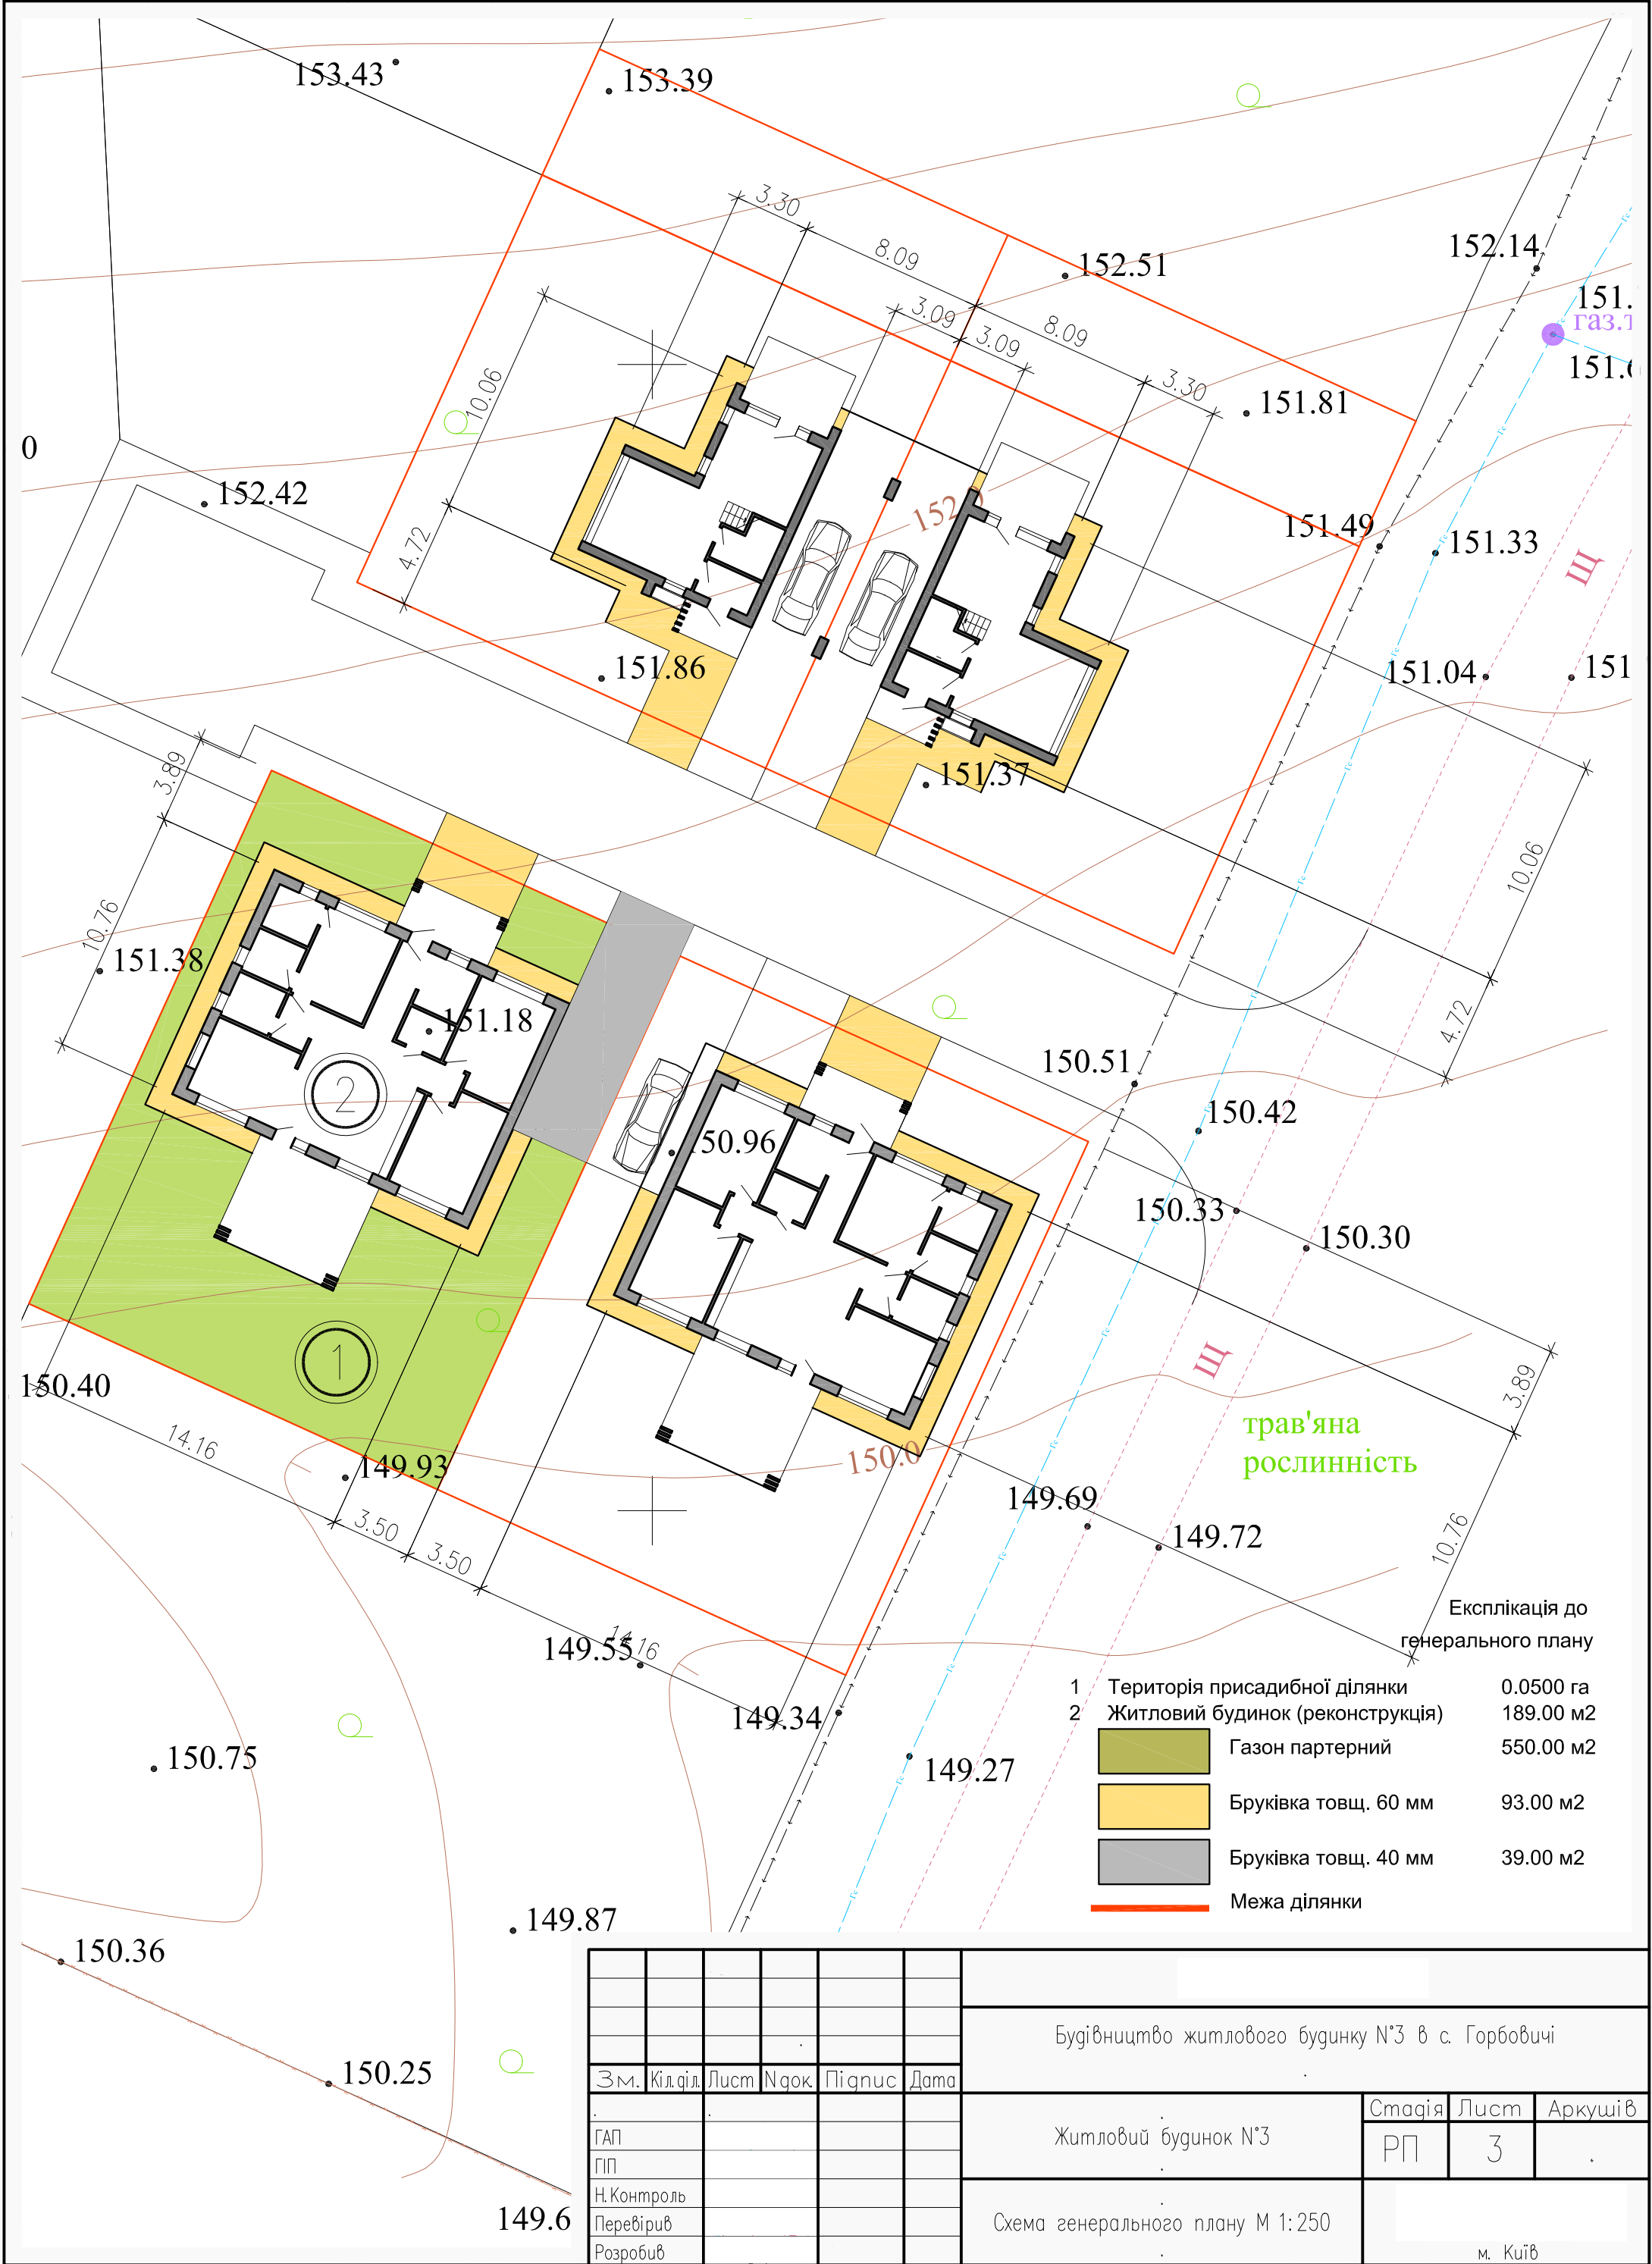 153.43
153.39
3.30
8.09
152.51
152.14
3.09
3.09
8.09
3.30
151.
газ.
151.
10.06
151.81
0
152.42
152.0
151.49
151.33
Щ
4.72
151.86
151.04
151
151.37
3.89
10.06
10.76
151.38
151.18
4.72
2
150.51
150.42
150.96
150.33
150.30
1
Щ
3.89
150.40
трав'яна
рослинність
14.16
149.93
150.0
149.69
149.72
3.50
3.50
10.76
149.55
14.16
149.34
Експлікація до
генерального плану
1 Територія присадибної ділянки 0.0500 га
2 Житловий будинок (реконструкція) 189.00 м2
Газон партерний 550.00 м2
150.75
149.27
Бруківка товщ. 60 мм 93.00 м2
Бруківка товщ. 40 мм 39.00 м2
Межа ділянки
149.87
150.36
150.25
149.6
Будівництво житлового будинку N°3 в с. Горбовичі
Зм. Кіл.діл. Лист Nдок. Підпис Дата
Житловий будинок N°3
Стадія Лист Аркушів
РП 3
ГАП
ГІП
Н.Контроль
Перевірив
Розробив
Схема генерального плану М 1:250
м. Київ